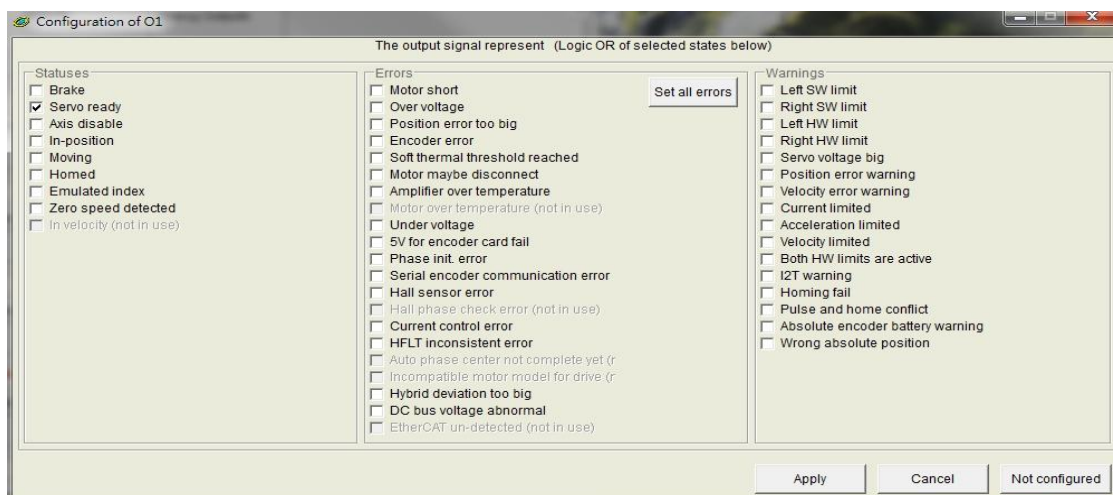 Configuration of O1
The output signal represent (Logic OR of selected states below)
Statuses
Brake
Servo ready
Axis disable
In-position
Moving
Homed
Emulated index
Zero speed detected
In velocity (not in use)
Errors
Set all errors
Motor short
Over voltage
Position error too big
Encoder error
Soft thermal threshold reached
Motor maybe disconnect
Amplifier over temperature
Motor over temperature (not in use)
Under voltage
5V for encoder card fail
Phase init. error
Serial encoder communication error
Hall sensor error
Hall phase check error (not in use)
Current control error
HFLT inconsistent error
Auto phase center not complete yet (r
Incompatible motor model for drive (r
Hybrid deviation too big
DC bus voltage abnormal
EtherCAT un-detected (not in use)
Warnings
Left SW limit
Right SW limit
Left HW limit
Right HW limit
Servo voltage big
Position error warning
Velocity error warning
Current limited
Acceleration limited
Velocity limited
Both HW limits are active
I2T warning
Homing fail
Pulse and home conflict
Absolute encoder battery warning
Wrong absolute position
Apply
Cancel
Not configured